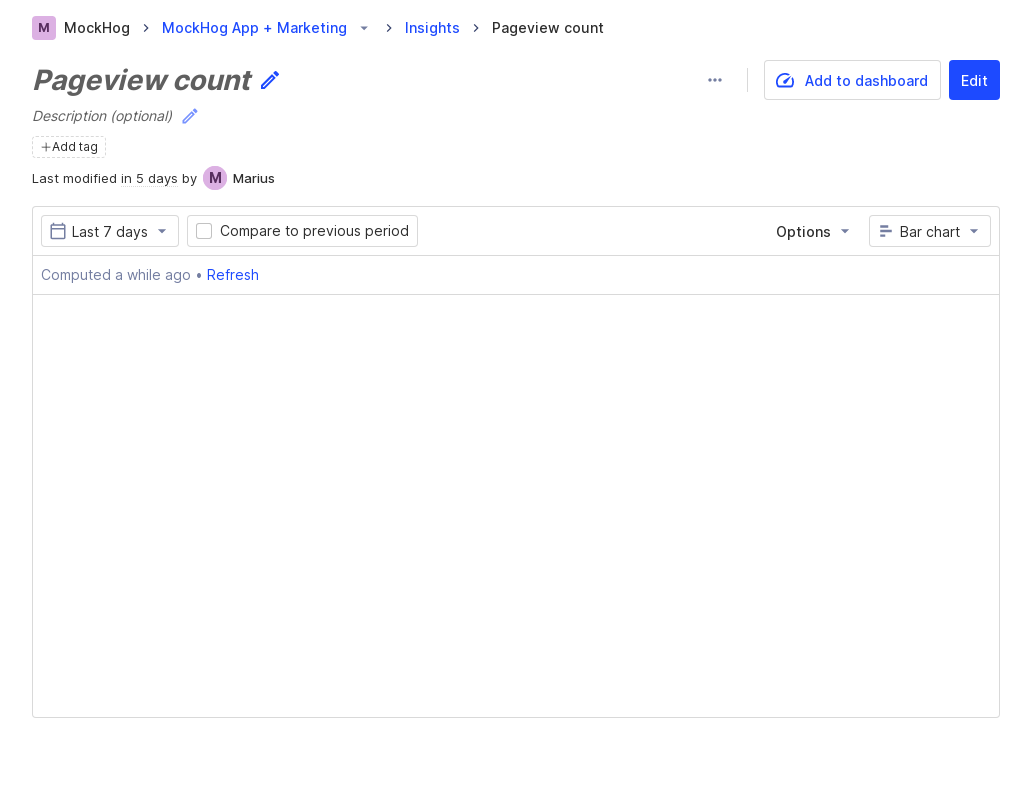 M MockHog MockHog App + Marketing Insights Pageview count
Pageview count
Add to dashboard
Edit
Description (optional)
Add tag
Last modified in 5 days by M Marius
Last 7 days Compare to previous period Options Bar chart
Computed a while ago • Refresh